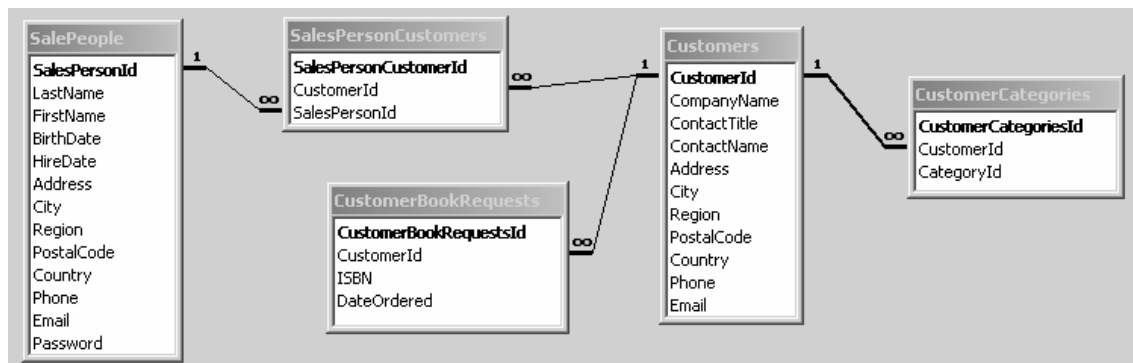 SalePeople
SalesPersonId
LastName
FirstName
BirthDate
HireDate
Address
City
Region
PostalCode
Country
Phone
Email
Password
1
∞
SalesPersonCustomers
SalesPersonCustomerId
CustomerId
SalesPersonId
∞
1
CustomerBookRequests
CustomerBookRequestsId
CustomerId
ISBN
DateOrdered
∞
Customers
CustomerId
CompanyName
ContactTitle
ContactName
Address
City
Region
PostalCode
Country
Phone
Email
1
∞
CustomerCategories
CustomerCategoriesId
CustomerId
CategoryId